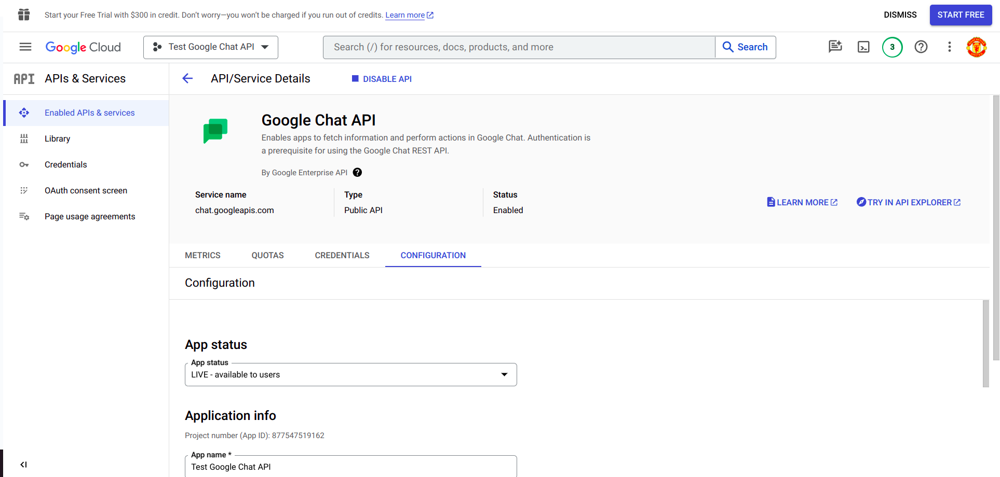 Start your Free Trial with $300 in credit. Don’t worry—you won’t be charged if you run out of credits. Learn more
DISMISS
START FREE
Google Cloud
Test Google Chat API
Search (/) for resources, docs, products, and more
Search
3
API
APIs & Services
API/Service Details
DISABLE API
Enabled APIs & services
Library
Credentials
OAuth consent screen
Page usage agreements
Google Chat API
Enables apps to fetch information and perform actions in Google Chat. Authentication is
a prerequisite for using the Google Chat REST API.
By Google Enterprise API
Service name
chat.googleapis.com
Type
Public API
Status
Enabled
LEARN MORE
TRY IN API EXPLORER
METRICS
QUOTAS
CREDENTIALS
CONFIGURATION
Configuration
App status
App status
LIVE - available to users
Application info
Project number (App ID): 877547519162
App name *
Test Google Chat API